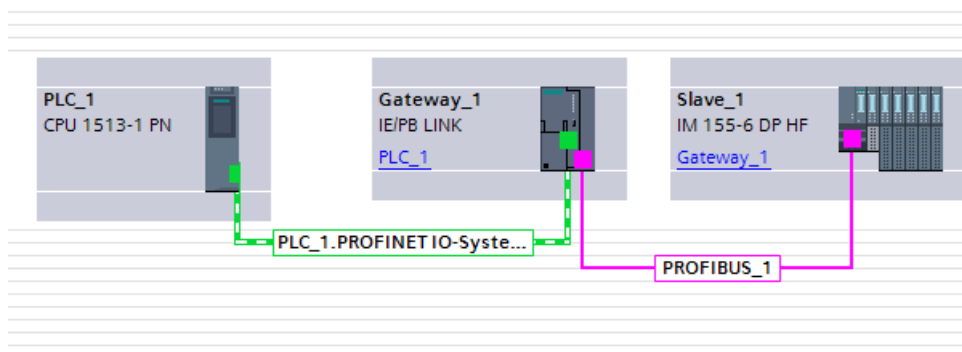 PLC_1
CPU 1513-1 PN
Gateway_1
IE/PB LINK
PLC_1
Slave_1
IM 155-6 DP HF
Gateway_1
PLC_1.PROFINET IO-Syste...
PROFIBUS_1